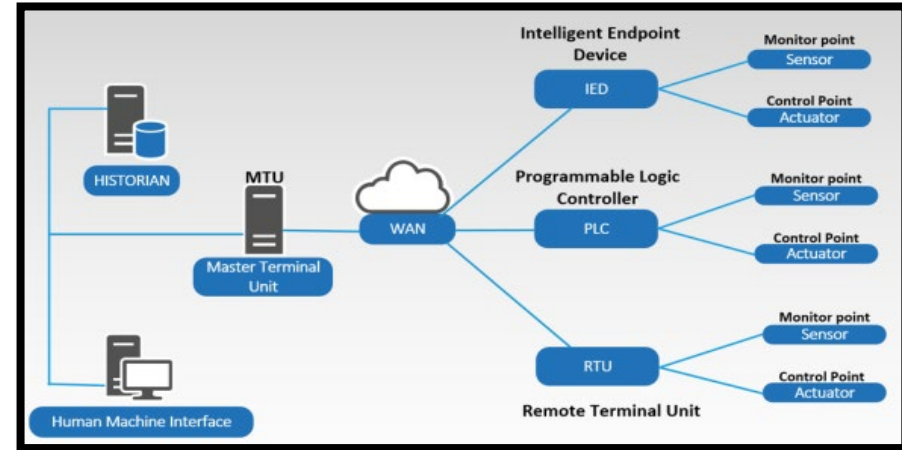 HISTORIAN
MTU
Master Terminal
Unit
Human Machine Interface
WAN
Intelligent Endpoint
Device
IED
Monitor point
Sensor
Control Point
Actuator
Programmable Logic
Controller
PLC
Monitor point
Sensor
Control Point
Actuator
RTU
Remote Terminal Unit
Monitor point
Sensor
Control Point
Actuator